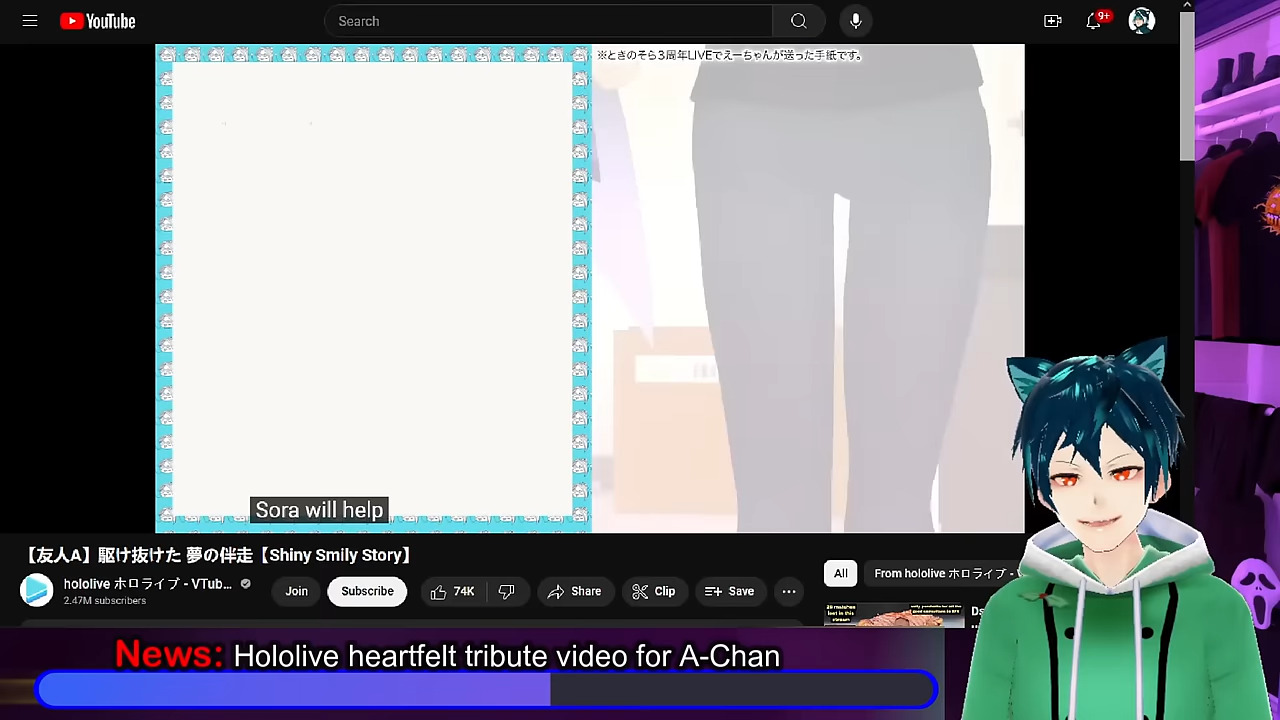 YouTube
Search
9+
※ときのそら3周年LIVEでえーちゃんが送った手紙です。
Sora will help
【友人A】駆け抜けた 夢の伴走【Shiny Smily Story】
hololive ホロライブ - VTub...
2.47M subscribers
Join
Subscribe
74K
Share
Clip
Save
All
From hololive ホロライブ - V
News: Hololive heartfelt tribute video for A-Chan